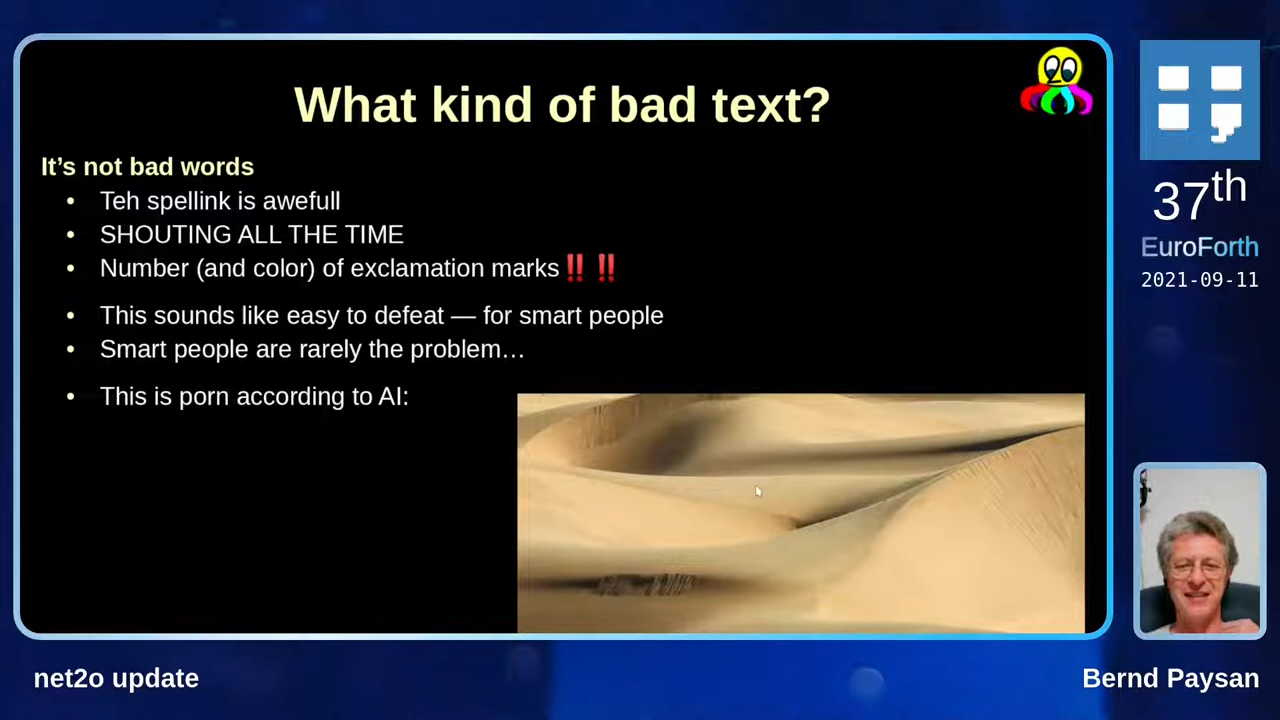 What kind of bad text?
It’s not bad words
• Teh spellink is awefull
• SHOUTING ALL THE TIME
• Number (and color) of exclamation marks‼ ‼
• This sounds like easy to defeat — for smart people
• Smart people are rarely the problem…
• This is porn according to AI:
37th
EuroForth
2021-09-11
net2o update
Bernd Paysan